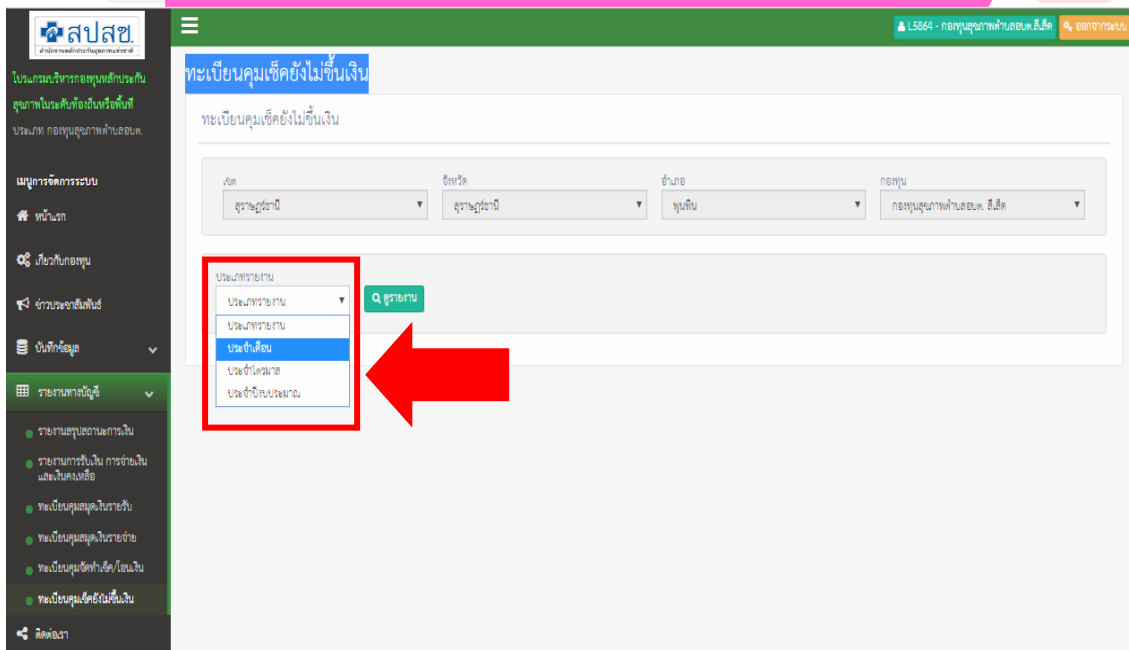 สปสช.
สำนักงานหลักประกันสุขภาพแห่งชาติ
โปรแกรมบริหารกองทุนหลักประกัน
สุขภาพในระดับท้องถิ่นหรือพื้นที่
ประเภท กองทุนสุขภาพตำบลอบต.
เมนูการจัดการระบบ
หน้าแรก
เกี่ยวกับกองทุน
ข่าวประชาสัมพันธ์
บันทึกข้อมูล
รายงานทางบัญชี
รายงานสรุปสถานะการเงิน
รายงานการรับเงิน การจ่ายเงิน
และเงินคงเหลือ
ทะเบียนคุมสมุดเงินรายรับ
ทะเบียนคุมสมุดเงินรายจ่าย
ทะเบียนคุมจัดทำเช็ค/โอนเงิน
ทะเบียนคุมเช็คยังไม่ขึ้นเงิน
ติดต่อเรา
L5864 - กองทุนสุขภาพตำบลอบต.ลีเล็ด
ออกจากระบบ
ทะเบียนคุมเช็คยังไม่ขึ้นเงิน
ทะเบียนคุมเช็คยังไม่ขึ้นเงิน
เขต จังหวัด อำเภอ กองทุน
สุราษฎร์ธานี สุราษฎร์ธานี พุนพิน กองทุนสุขภาพตำบลอบต. ลีเล็ด
ประเภทรายงาน
ประเภทรายงาน ดูรายงาน
ประเภทรายงาน
ประจำเดือน
ประจำไตรมาส
ประจำปีงบประมาณ